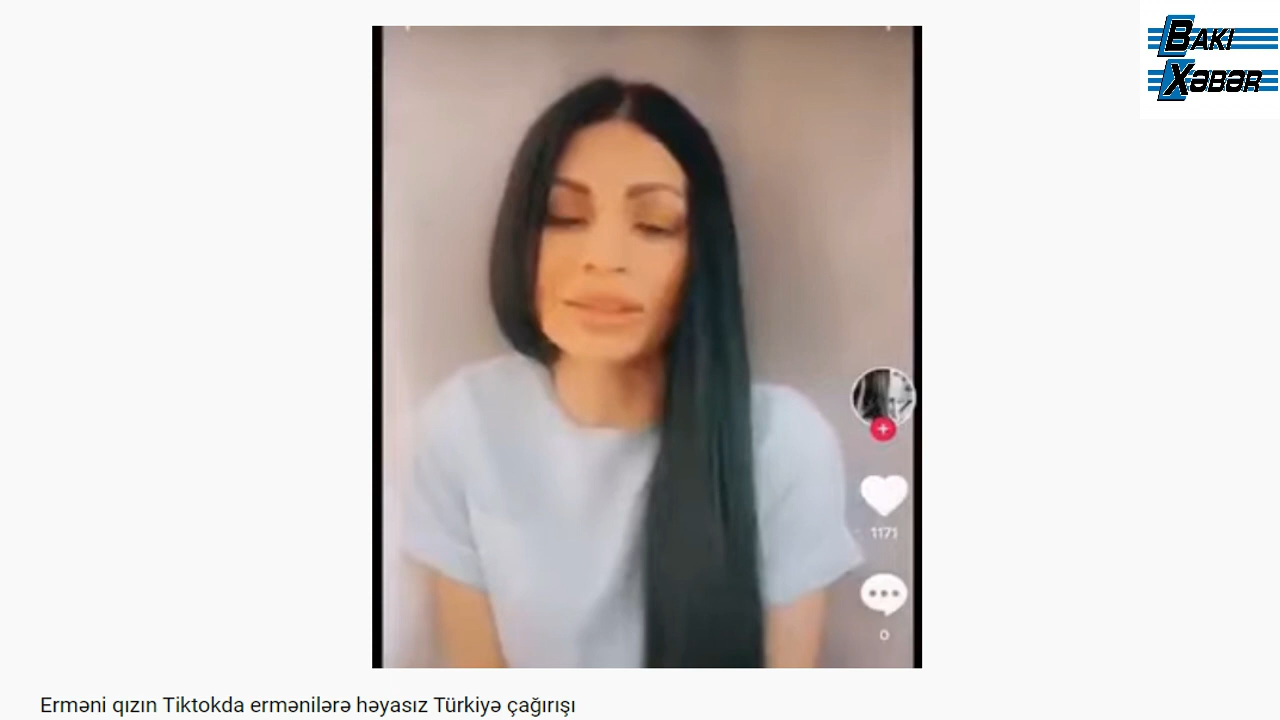 BAKI
XƏBƏR
1171
0
Erməni qızın Tiktokda ermənilərə həyasız Türkiyə çağırışı